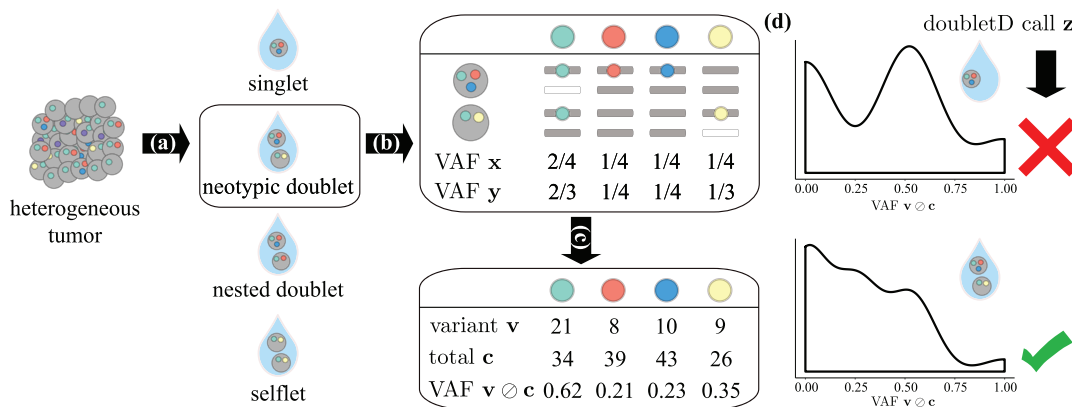 heterogeneous
tumor
(a)
singlet
neotypic doublet
nested doublet
selflet
(b)
VAF x 2/4 1/4 1/4 1/4
VAF y 2/3 1/4 1/4 1/3
(c)
variant v 21 8 10 9
total c 34 39 43 26
VAF v ⊘ c 0.62 0.21 0.23 0.35
(d)
doubletD call z
0.00 0.25 0.50 0.75 1.00
VAF v ⊘ c
0.00 0.25 0.50 0.75 1.00
VAF v ⊘ c